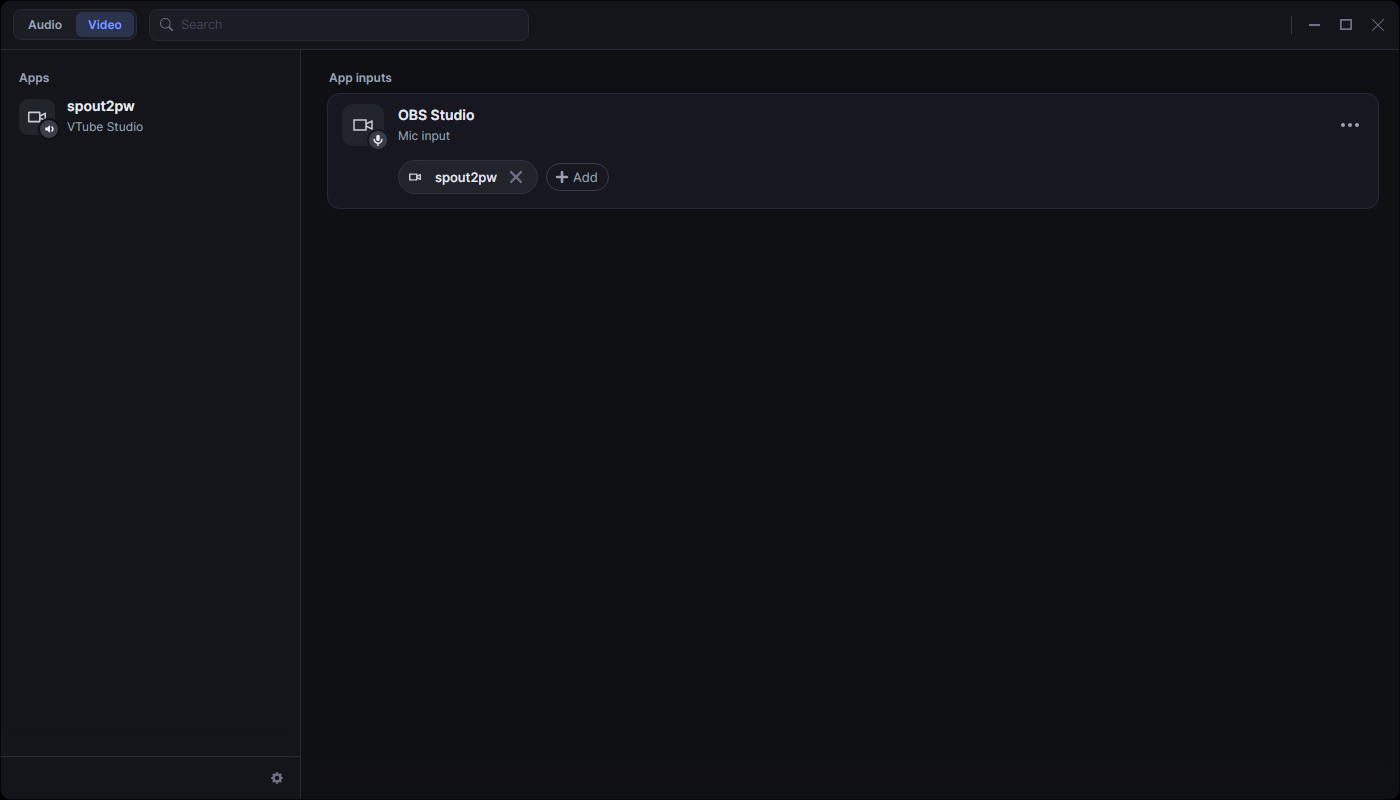 Audio
Video
Search
Apps
spout2pw
VTube Studio
App inputs
OBS Studio
Mic input
spout2pw
Add